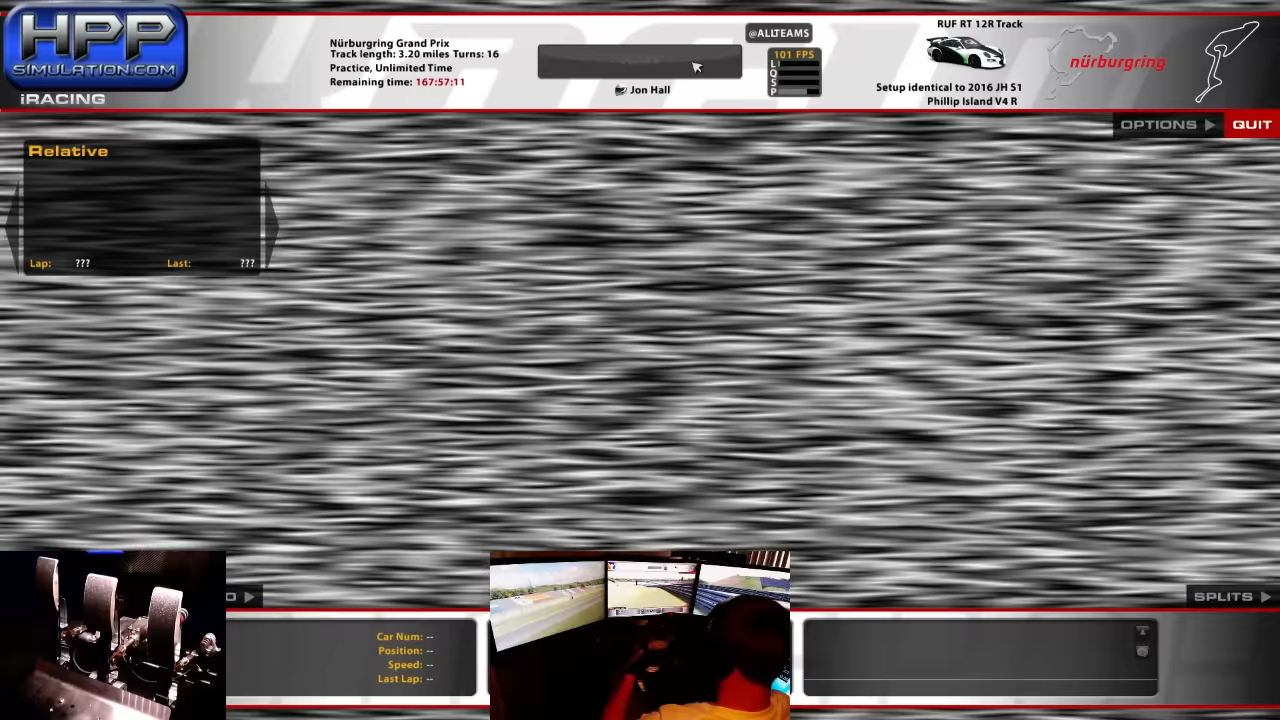 HPP
SIMULATION.COM
iRACING
Nürburgring Grand Prix
Track length: 3.20 miles Turns: 16
Practice, Unlimited Time
Remaining time: 167:57:11
Jon Hall
@ALLTEAMS
101 FPS
L
Q
S
P
RUF RT 12R Track
Setup identical to 2016 JH S1
Phillip Island V4 R
nürburgring
OPTIONS
QUIT
Relative
Lap: ???
Last: ???
SPLITS
Car Num: --
Position: --
Speed: --
Last Lap: --